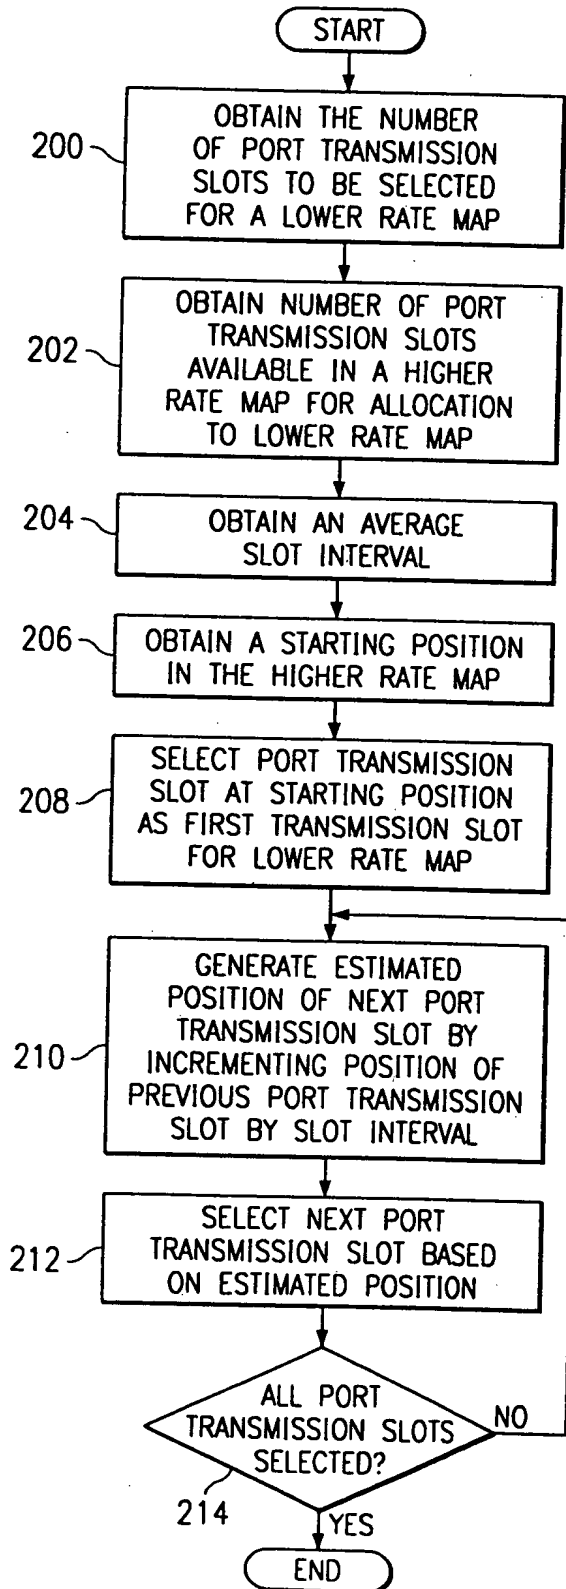 START
200
OBTAIN THE NUMBER
OF PORT TRANSMISSION
SLOTS TO BE SELECTED
FOR A LOWER RATE MAP
202
OBTAIN NUMBER OF PORT
TRANSMISSION SLOTS
AVAILABLE IN A HIGHER
RATE MAP FOR ALLOCATION
TO LOWER RATE MAP
204
OBTAIN AN AVERAGE
SLOT INTERVAL
206
OBTAIN A STARTING POSITION
IN THE HIGHER RATE MAP
208
SELECT PORT TRANSMISSION
SLOT AT STARTING POSITION
AS FIRST TRANSMISSION SLOT
FOR LOWER RATE MAP
210
GENERATE ESTIMATED
POSITION OF NEXT PORT
TRANSMISSION SLOT BY
INCREMENTING POSITION OF
PREVIOUS PORT TRANSMISSION
SLOT BY SLOT INTERVAL
212
SELECT NEXT PORT
TRANSMISSION SLOT BASED
ON ESTIMATED POSITION
ALL PORT
TRANSMISSION SLOTS
SELECTED?
NO
214
YES
END